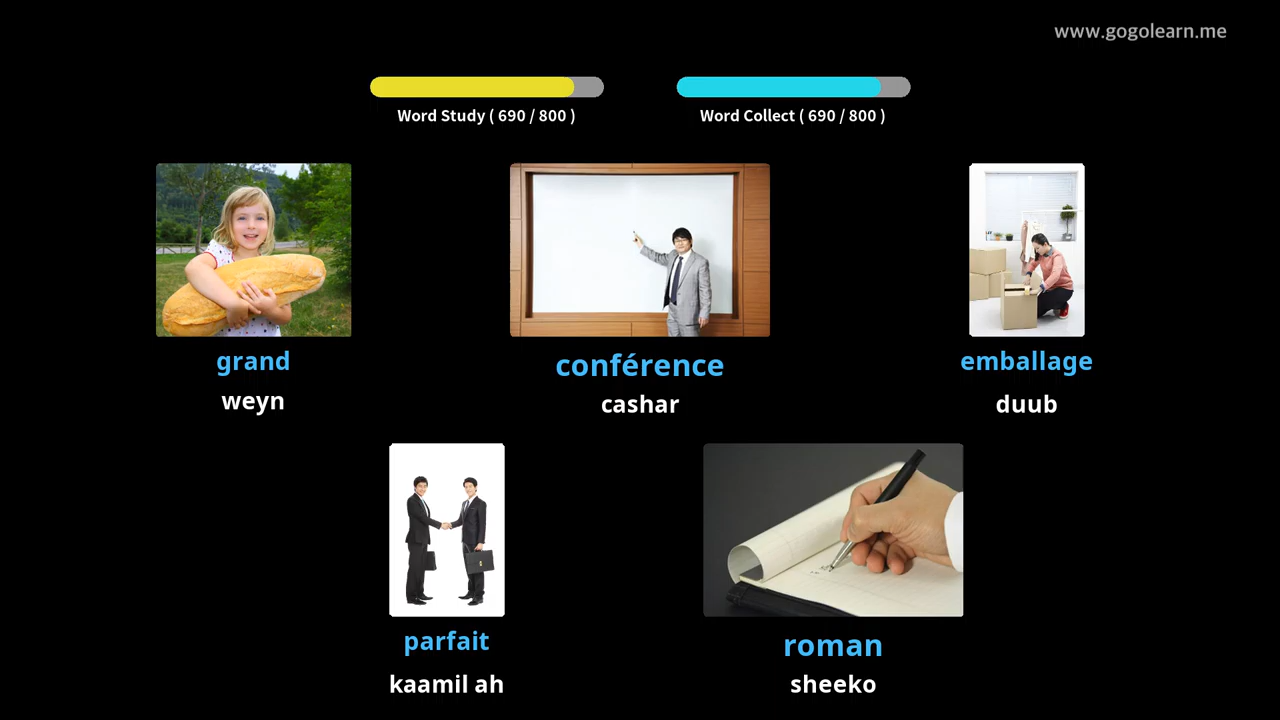 www.gogolearn.me
Word Study ( 690 / 800 )
Word Collect ( 690 / 800 )
grand
weyn
conférence
cashar
emballage
duub
parfait
kaamil ah
roman
sheeko